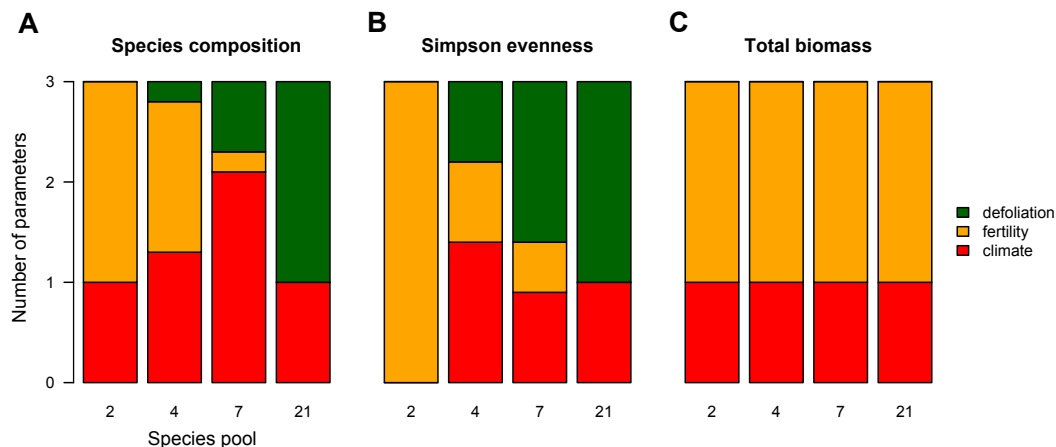 A
Species composition
B
Simpson evenness
C
Total biomass
Number of parameters
3
2
1
0
2 4 7 21
2 4 7 21
2 4 7 21
Species pool
defoliation
fertility
climate